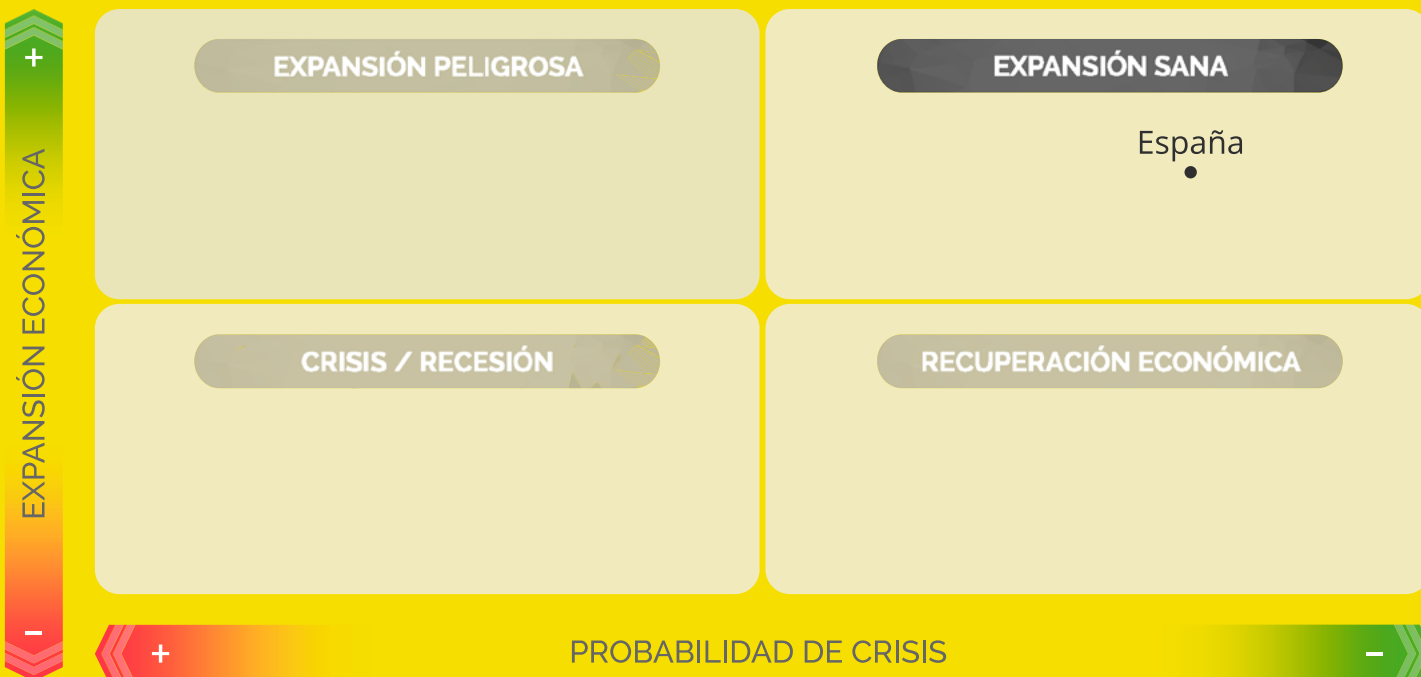 +
EXPANSIÓN ECONÓMICA
−
EXPANSIÓN PELIGROSA
EXPANSIÓN SANA
España
CRISIS / RECESIÓN
RECUPERACIÓN ECONÓMICA
+
PROBABILIDAD DE CRISIS
−